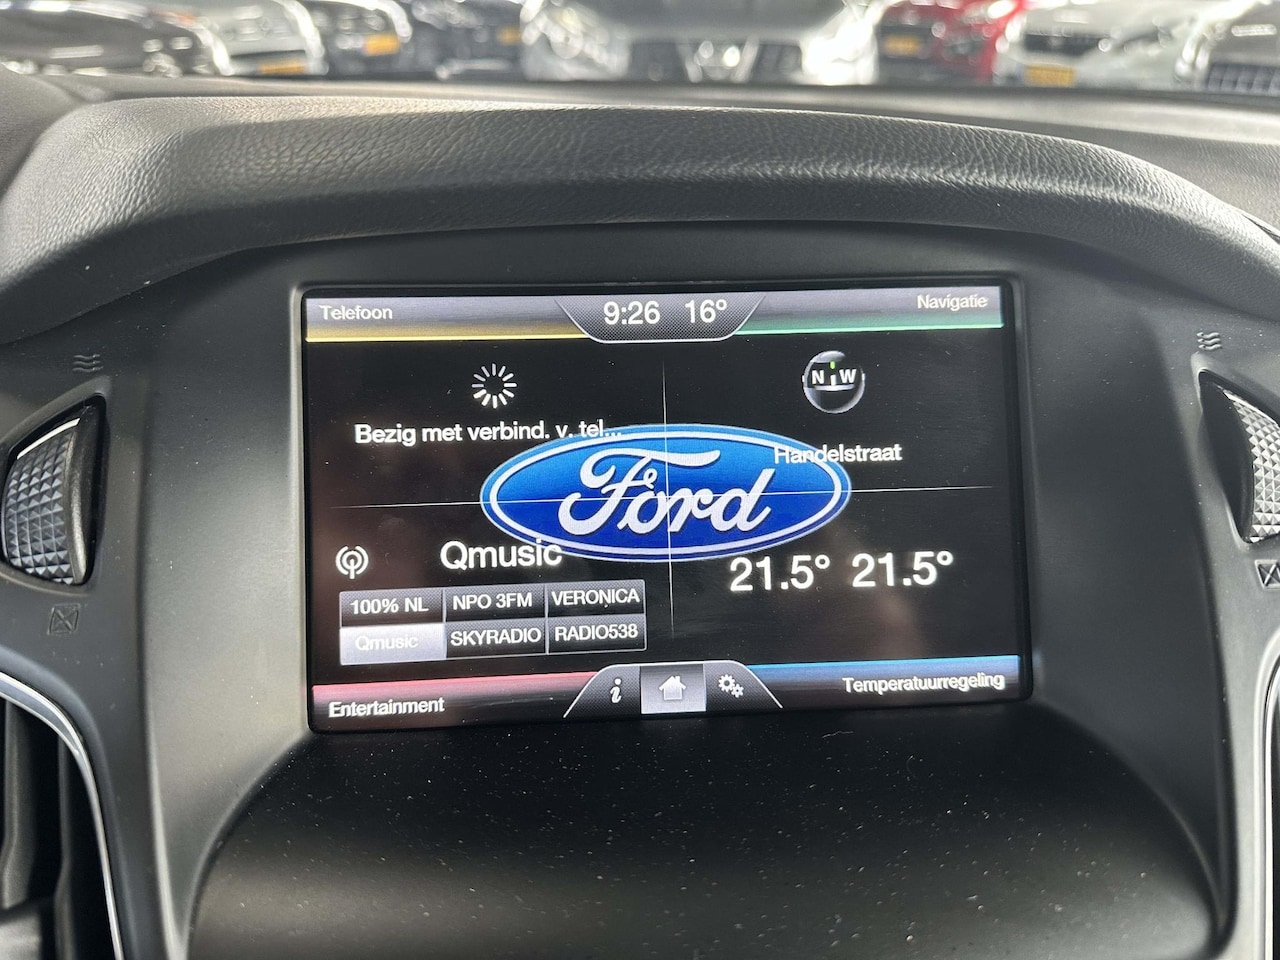 Telefoon
9:26 16°
Navigatie
Bezig met verbind. v. tel...
N W
Handelstraat
Ford
Qmusic
21.5° 21.5°
100% NL NPO 3FM VERONICA
Qmusic SKYRADIO RADIO538
i
Entertainment
Temperatuurregeling